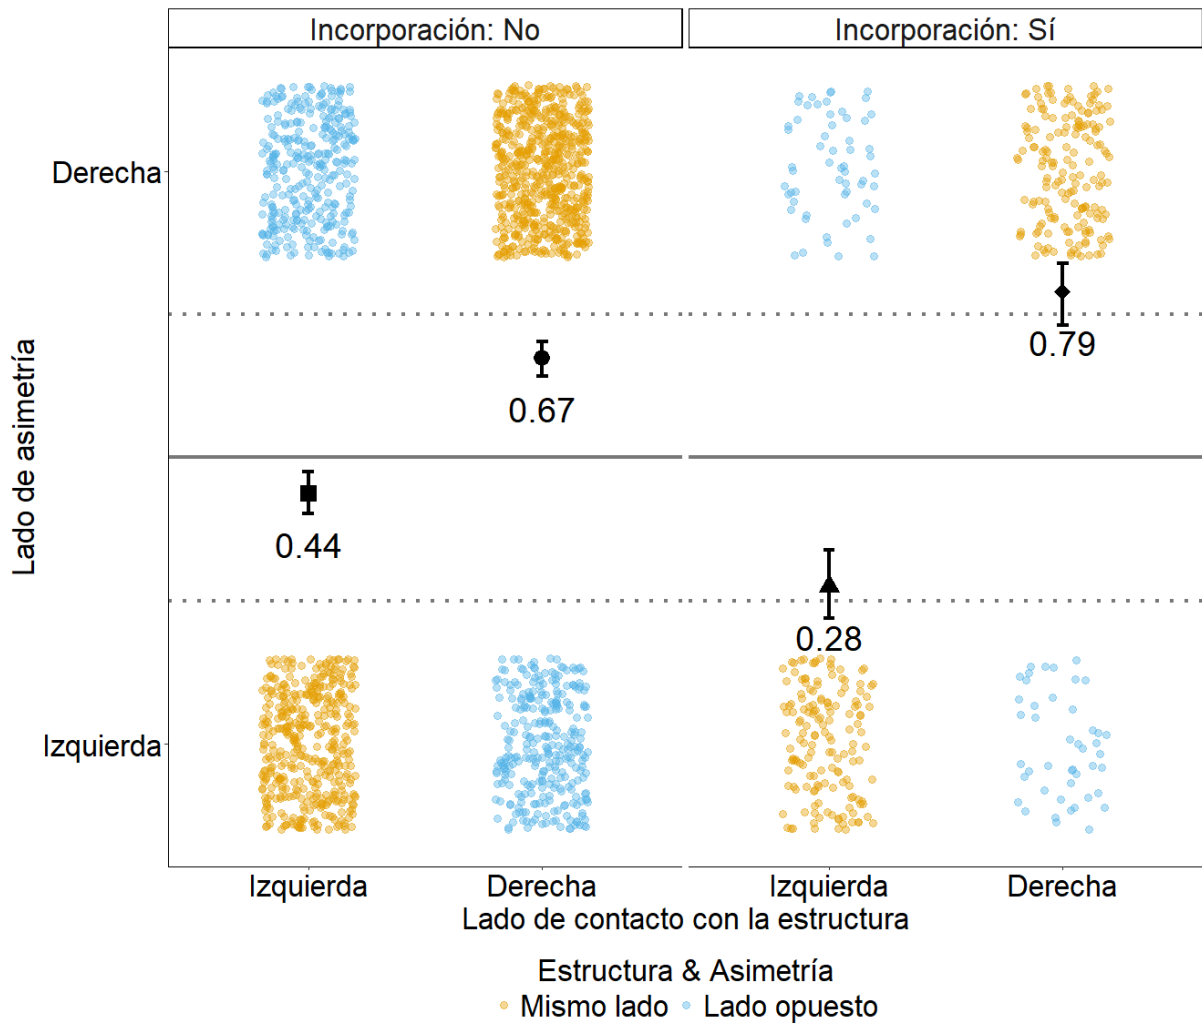 Incorporación: No
Incorporación: Sí
Lado de asimetría
Derecha
Izquierda
0.67
0.79
0.44
0.28
Izquierda
Derecha
Izquierda
Derecha
Lado de contacto con la estructura
Estructura & Asimetría
Mismo lado
Lado opuesto